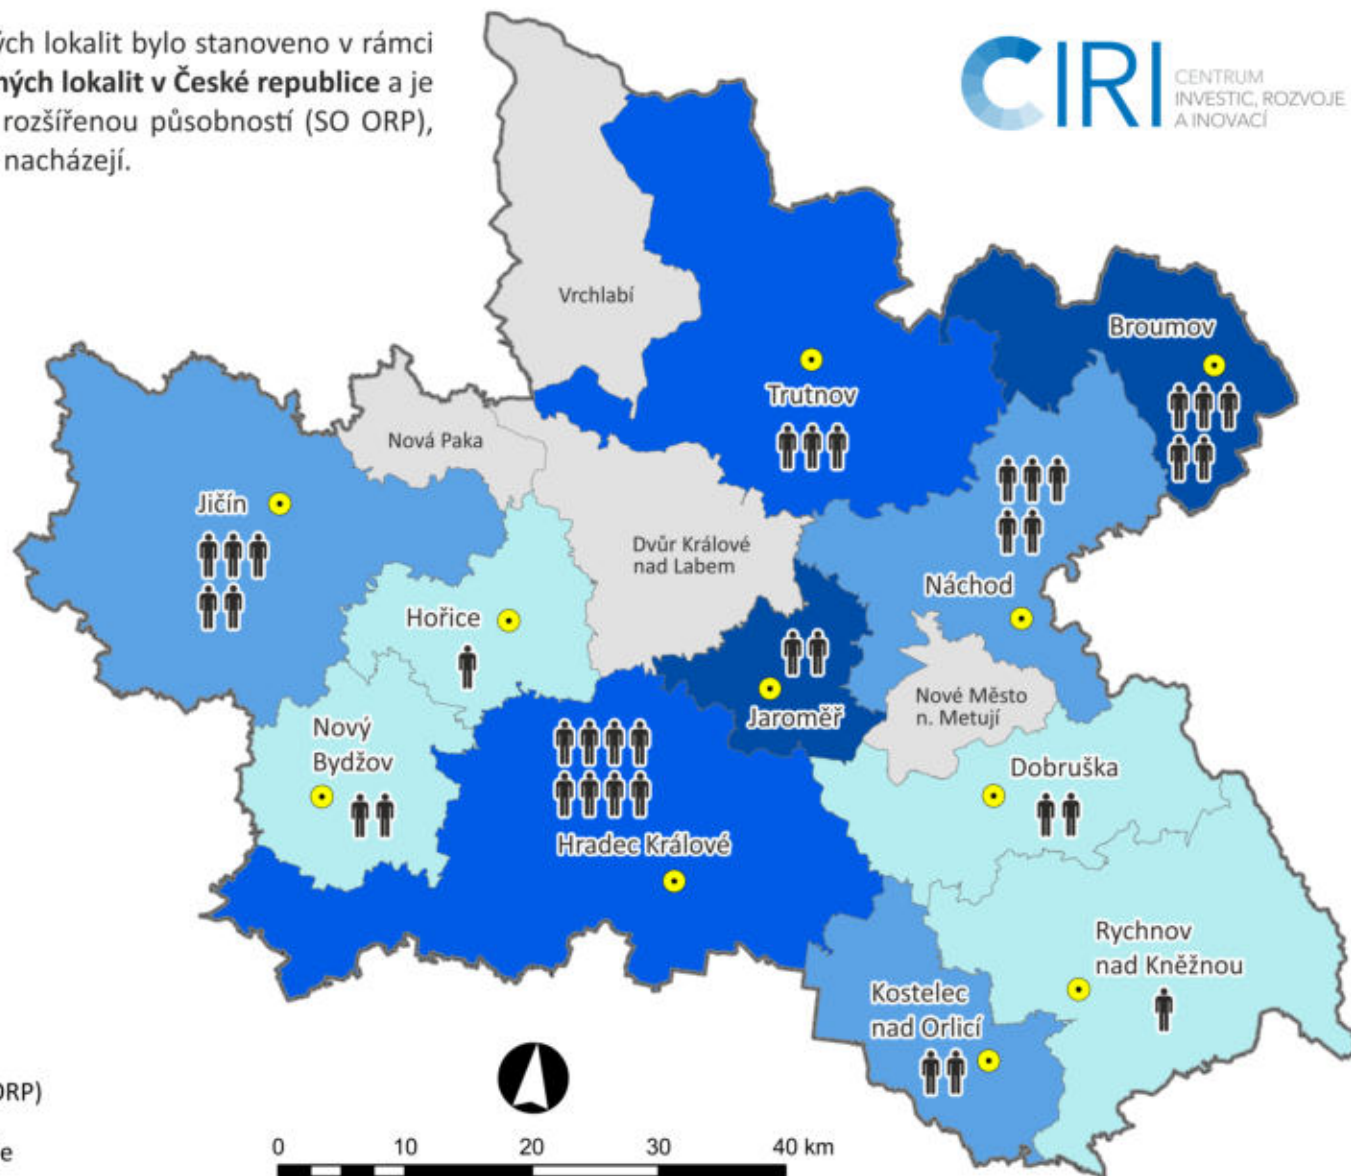 ých lokalit bylo stanoveno v rámci
ných lokalit v České republice a je
rozšířenou působností (SO ORP),
nacházejí.
CIRI
CENTRUM
INVESTIC, ROZVOJE
A INOVACÍ
Vrchlabí
Broumov
Trutnov
Nová Paka
Jičín
Dvůr Králové
nad Labem
Náchod
Hořice
Nové Město
n. Metují
Jaroměř
Nový
Bydžov
Dobruška
Hradec Králové
Rychnov
nad Kněžnou
Kostelec
nad Orlicí
ORP)
e
0 10 20 30 40 km